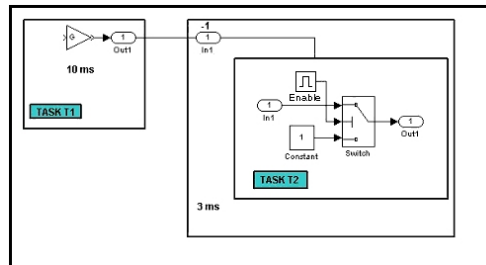 G
1
Out1
10 ms
TASK T1
-1
1
In1
Enable
1
In1
1
Constant
Switch
1
Out1
TASK T2
3 ms